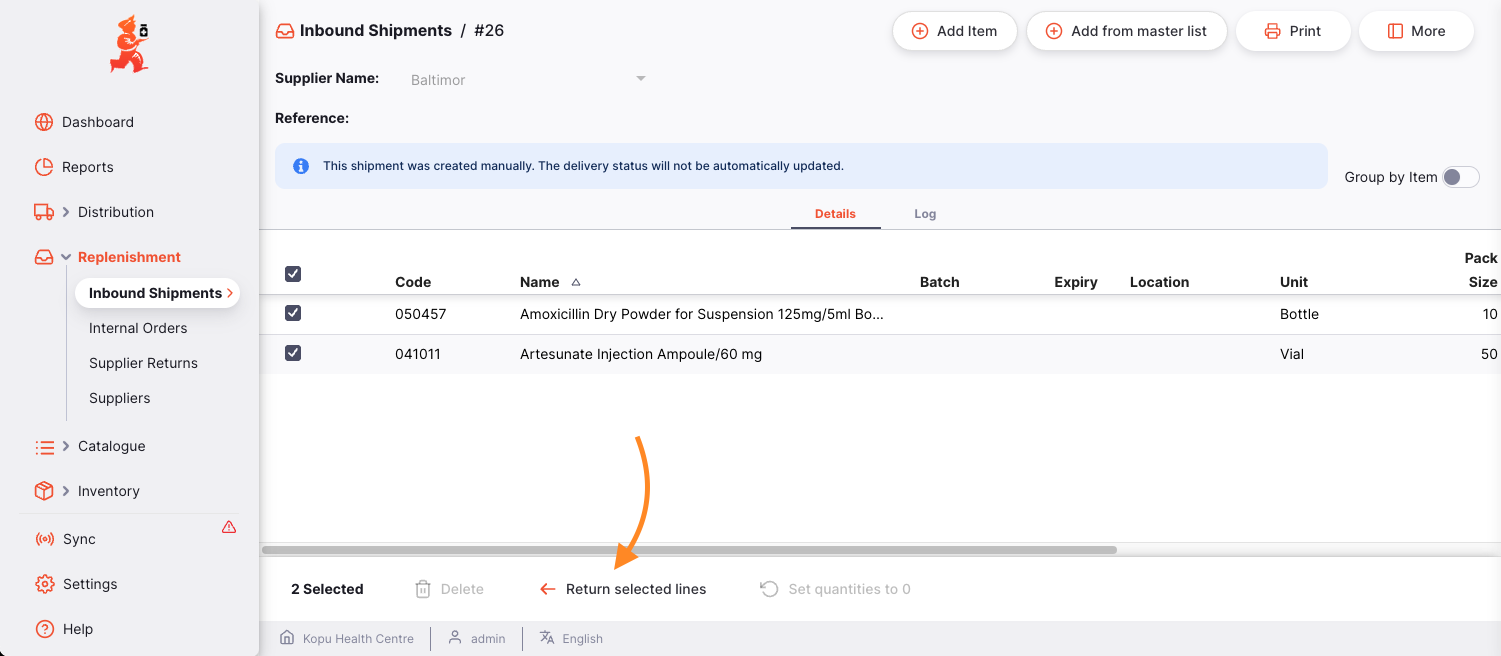 Inbound Shipments / #26
Add Item
Add from master list
Print
More
Supplier Name: Baltimor
Reference:
This shipment was created manually. The delivery status will not be automatically updated.
Group by Item
Details
Log
Dashboard
Reports
Distribution
Replenishment
Inbound Shipments
Internal Orders
Supplier Returns
Suppliers
Catalogue
Inventory
Sync
Settings
Help
Code Name Batch Expiry Location Unit Pack Size
050457 Amoxicillin Dry Powder for Suspension 125mg/5ml Bo... Bottle 10
041011 Artesunate Injection Ampoule/60 mg Vial 50
2 Selected
Delete
Return selected lines
Set quantities to 0
Kopu Health Centre
admin
English